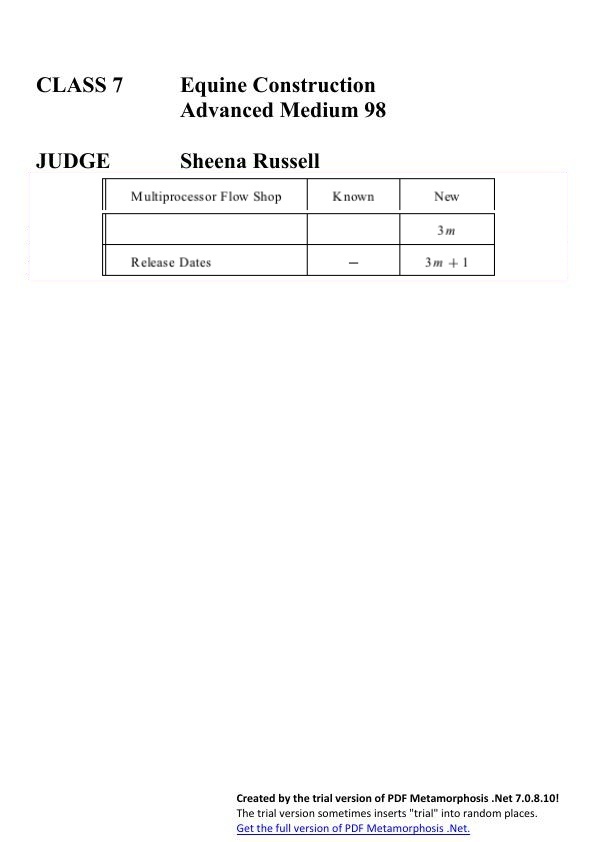 CLASS 7 Equine Construction
Advanced Medium 98
JUDGE Sheena Russell
Multiprocessor Flow Shop Known New
3m
Release Dates — 3m + 1
Created by the trial version of PDF Metamorphosis .Net 7.0.8.10!
The trial version sometimes inserts "trial" into random places.
Get the full version of PDF Metamorphosis .Net.